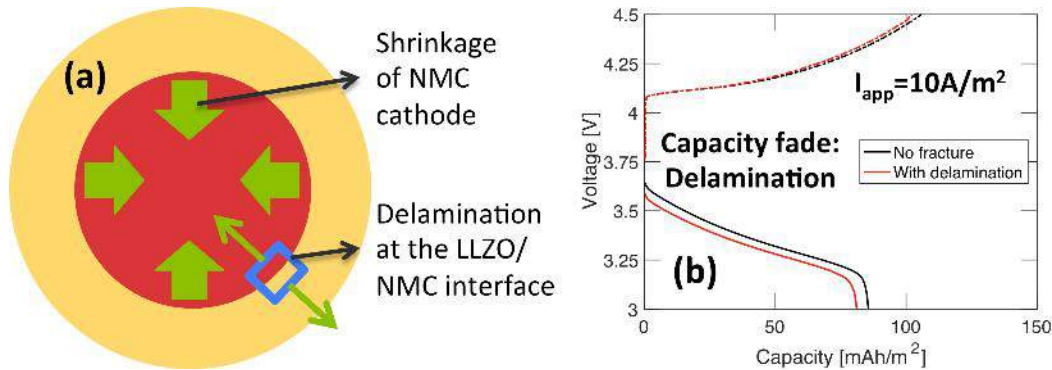 (a)
Shrinkage
of NMC
cathode
Delamination
at the LLZO/
NMC interface
4.5
4.25
4
3.75
3.5
3.25
3
Voltage [V]
I_app=10A/m²
Capacity fade:
Delamination
No fracture
With delamination
(b)
0
50
100
150
Capacity [mAh/m²]